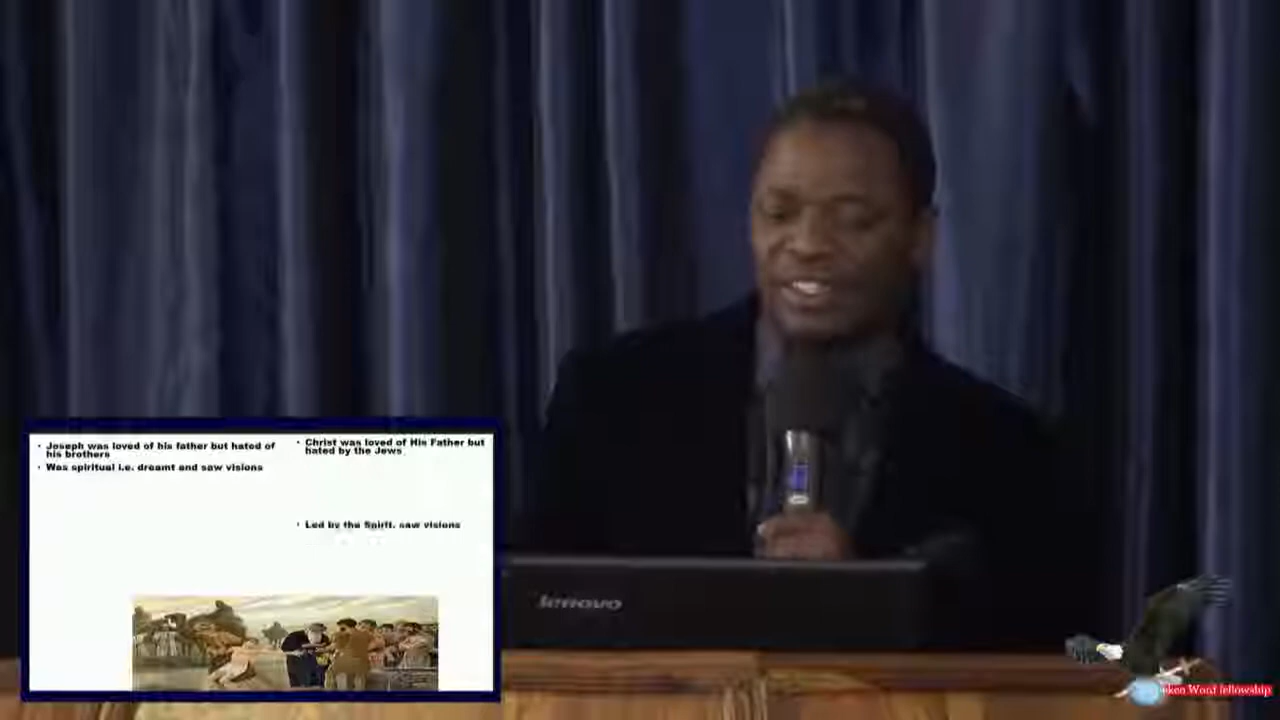 • Joseph was loved of his father but hated of
his brothers
• Was spiritual i.e. dreamt and saw visions
• Christ was loved of His Father but
hated by the Jews
• Led by the Spirit, saw visions
lenovo
Word fellowship